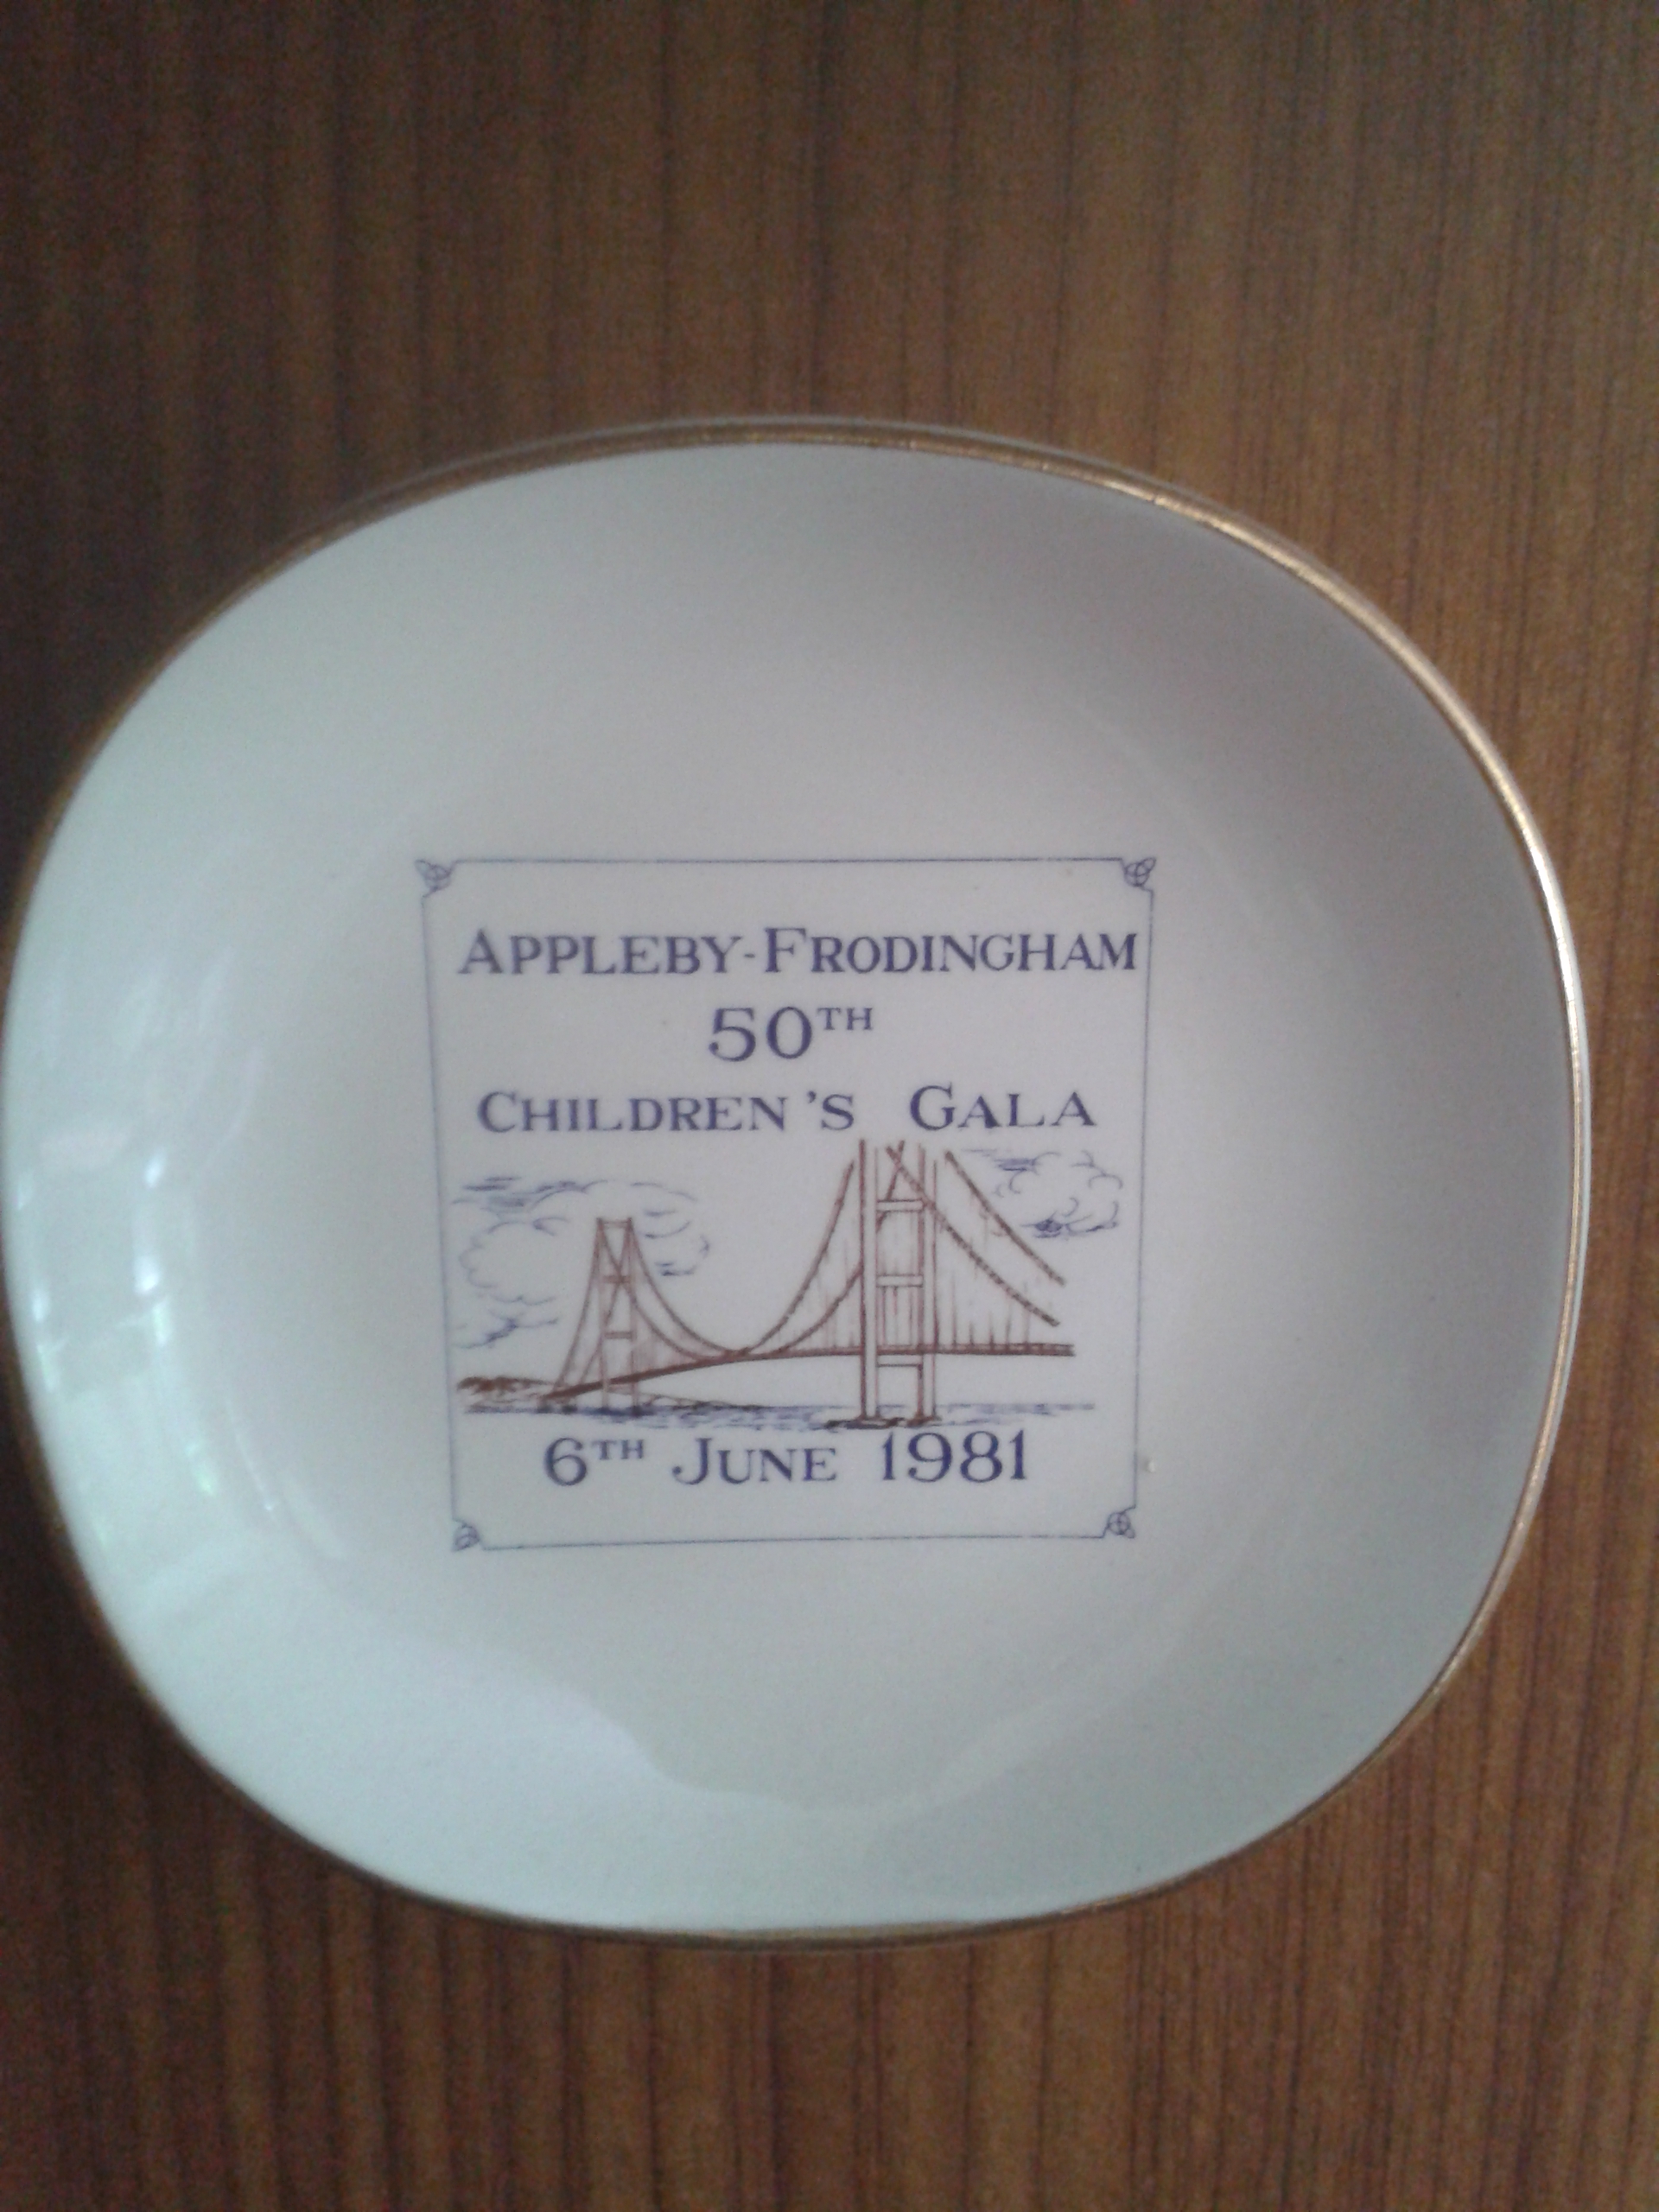 APPLEBY-FRODINGHAM
50TH
CHILDREN'S GALA
6TH JUNE 1981